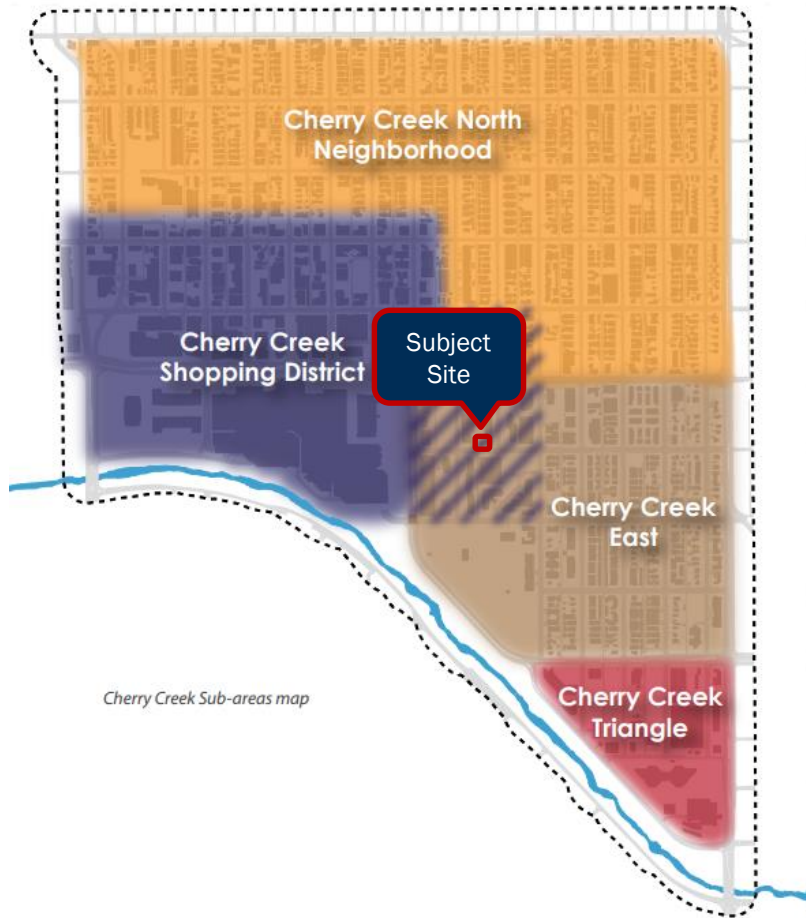 Cherry Creek North
Neighborhood
Cherry Creek
Shopping District
Subject
Site
Cherry Creek
East
Cherry Creek Sub-areas map
Cherry Creek
Triangle